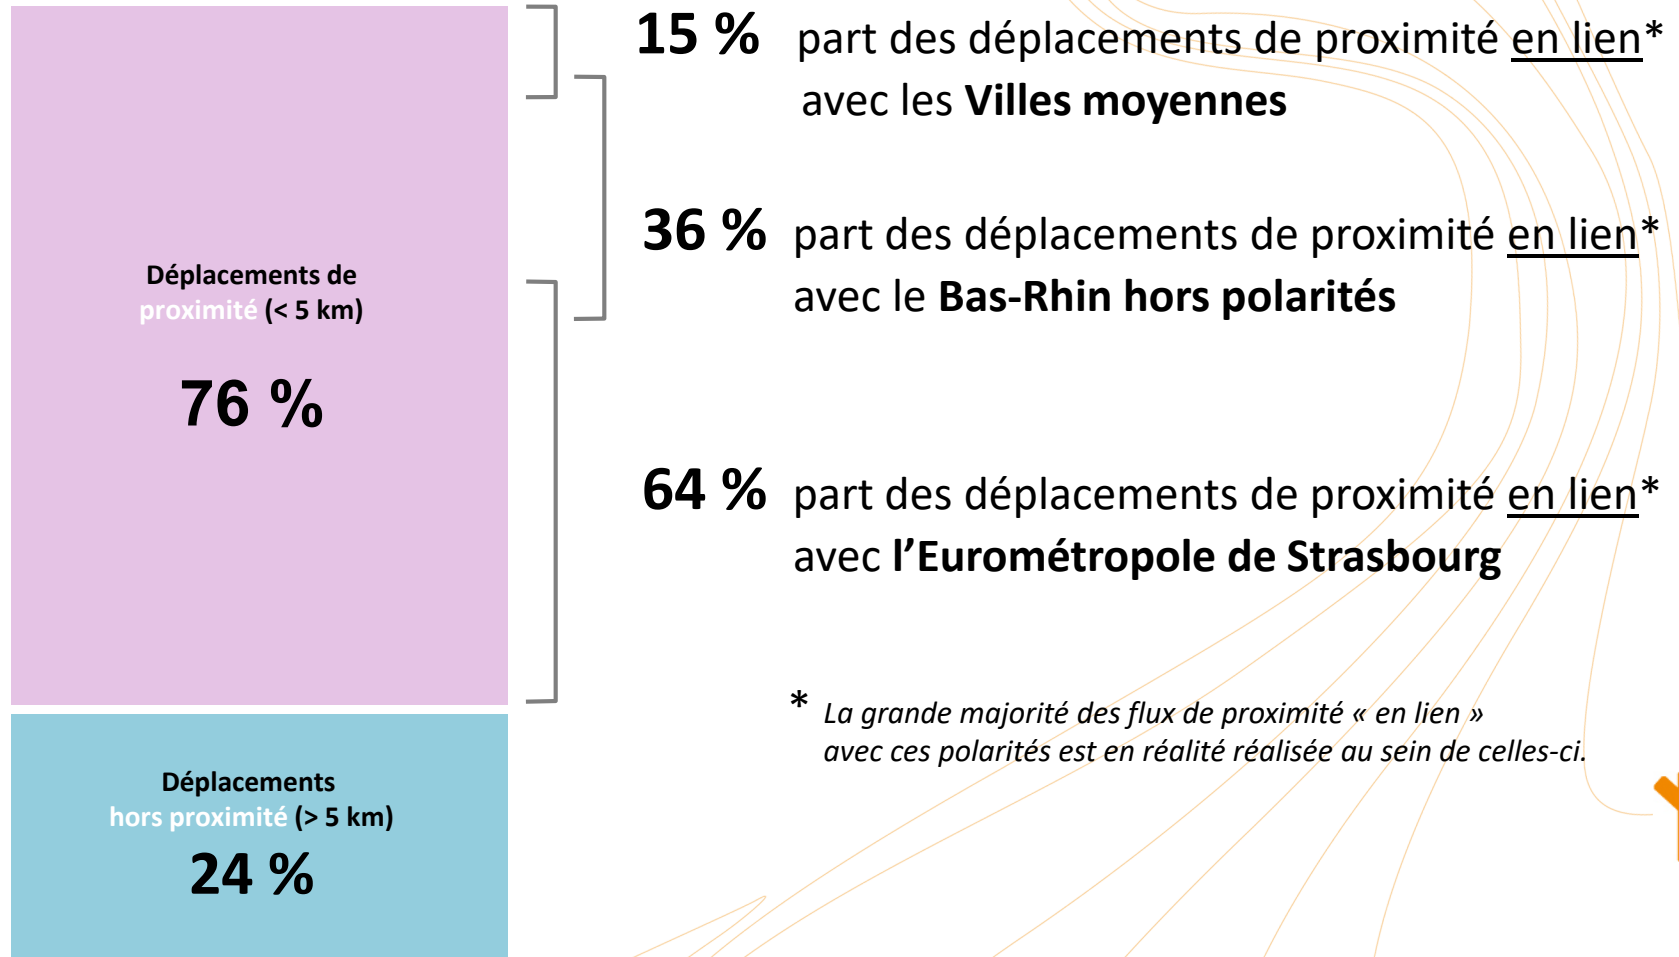 15 % part des déplacements de proximité en lien*
avec les Villes moyennes
36 % part des déplacements de proximité en lien*
avec le Bas-Rhin hors polarités
Déplacements de
proximité (< 5 km)
76 %
64 % part des déplacements de proximité en lien*
avec l’Eurométropole de Strasbourg
* La grande majorité des flux de proximité « en lien »
avec ces polarités est en réalité réalisée au sein de celles-ci.
Déplacements
hors proximité (> 5 km)
24 %